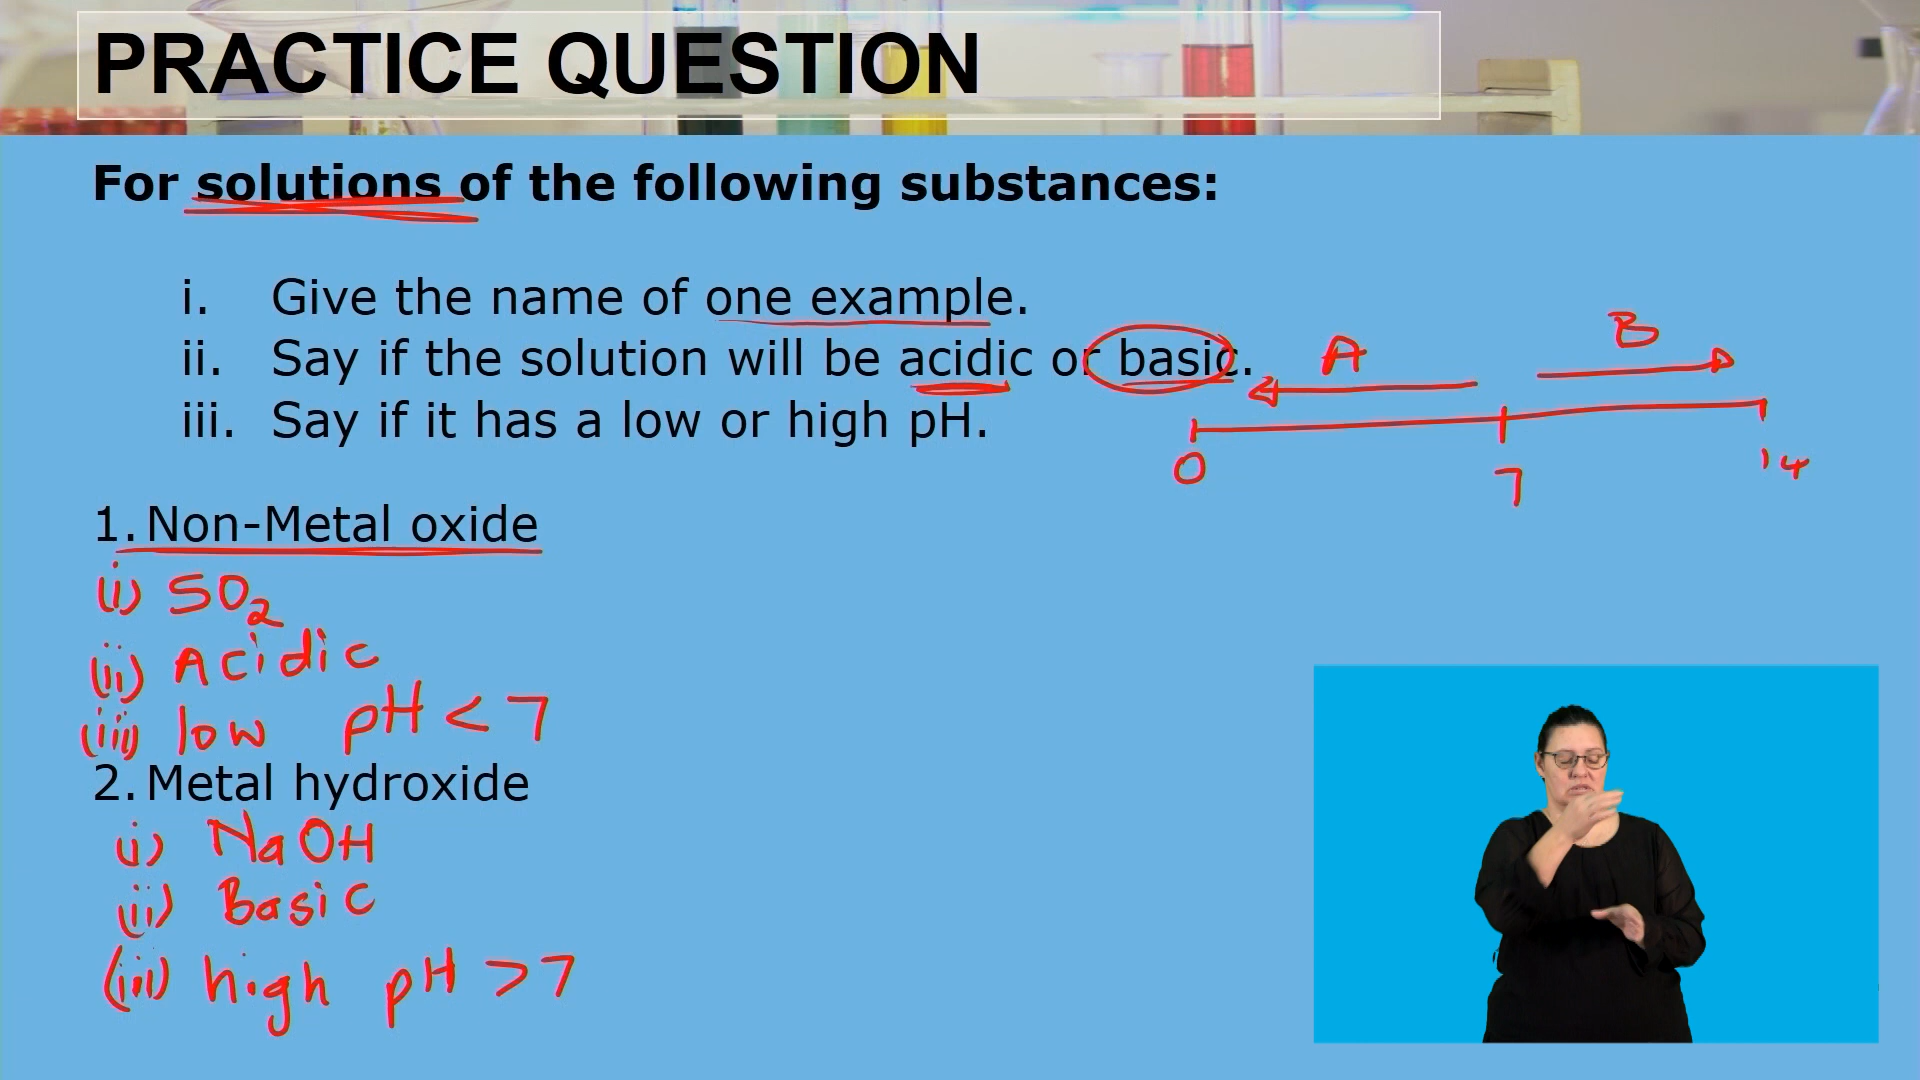 PRACTICE QUESTION
For solutions of the following substances:
i. Give the name of one example.
ii. Say if the solution will be acidic or basic.
iii. Say if it has a low or high pH.
A B
0 7 14
1. Non-Metal oxide
(i) SO₂
(ii) Acidic
(iii) low pH < 7
2. Metal hydroxide
(i) NaOH
(ii) Basic
(iii) high pH > 7